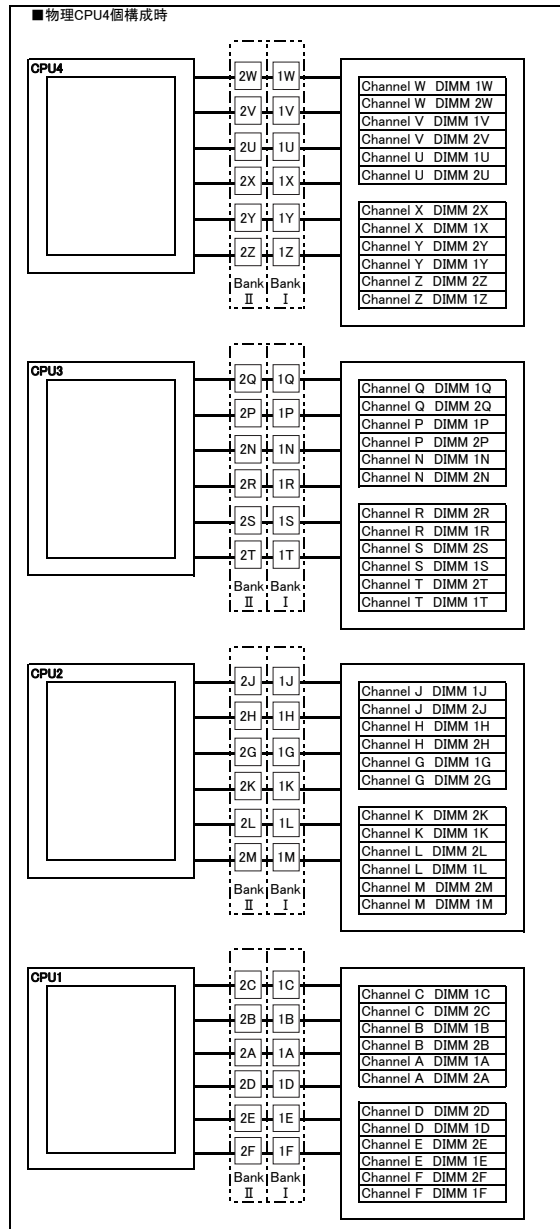 ■物理CPU4個構成時
CPU4
2W 1W
2V 1V
2U 1U
2X 1X
2Y 1Y
2Z 1Z
Bank Bank
Ⅱ Ⅰ
Channel W DIMM 1W
Channel W DIMM 2W
Channel V DIMM 1V
Channel V DIMM 2V
Channel U DIMM 1U
Channel U DIMM 2U
Channel X DIMM 2X
Channel X DIMM 1X
Channel Y DIMM 2Y
Channel Y DIMM 1Y
Channel Z DIMM 2Z
Channel Z DIMM 1Z
CPU3
2Q 1Q
2P 1P
2N 1N
2R 1R
2S 1S
2T 1T
Bank Bank
Ⅱ Ⅰ
Channel Q DIMM 1Q
Channel Q DIMM 2Q
Channel P DIMM 1P
Channel P DIMM 2P
Channel N DIMM 1N
Channel N DIMM 2N
Channel R DIMM 2R
Channel R DIMM 1R
Channel S DIMM 2S
Channel S DIMM 1S
Channel T DIMM 2T
Channel T DIMM 1T
CPU2
2J 1J
2H 1H
2G 1G
2K 1K
2L 1L
2M 1M
Bank Bank
Ⅱ Ⅰ
Channel J DIMM 1J
Channel J DIMM 2J
Channel H DIMM 1H
Channel H DIMM 2H
Channel G DIMM 1G
Channel G DIMM 2G
Channel K DIMM 2K
Channel K DIMM 1K
Channel L DIMM 2L
Channel L DIMM 1L
Channel M DIMM 2M
Channel M DIMM 1M
CPU1
2C 1C
2B 1B
2A 1A
2D 1D
2E 1E
2F 1F
Bank Bank
Ⅱ Ⅰ
Channel C DIMM 1C
Channel C DIMM 2C
Channel B DIMM 1B
Channel B DIMM 2B
Channel A DIMM 1A
Channel A DIMM 2A
Channel D DIMM 2D
Channel D DIMM 1D
Channel E DIMM 2E
Channel E DIMM 1E
Channel F DIMM 2F
Channel F DIMM 1F